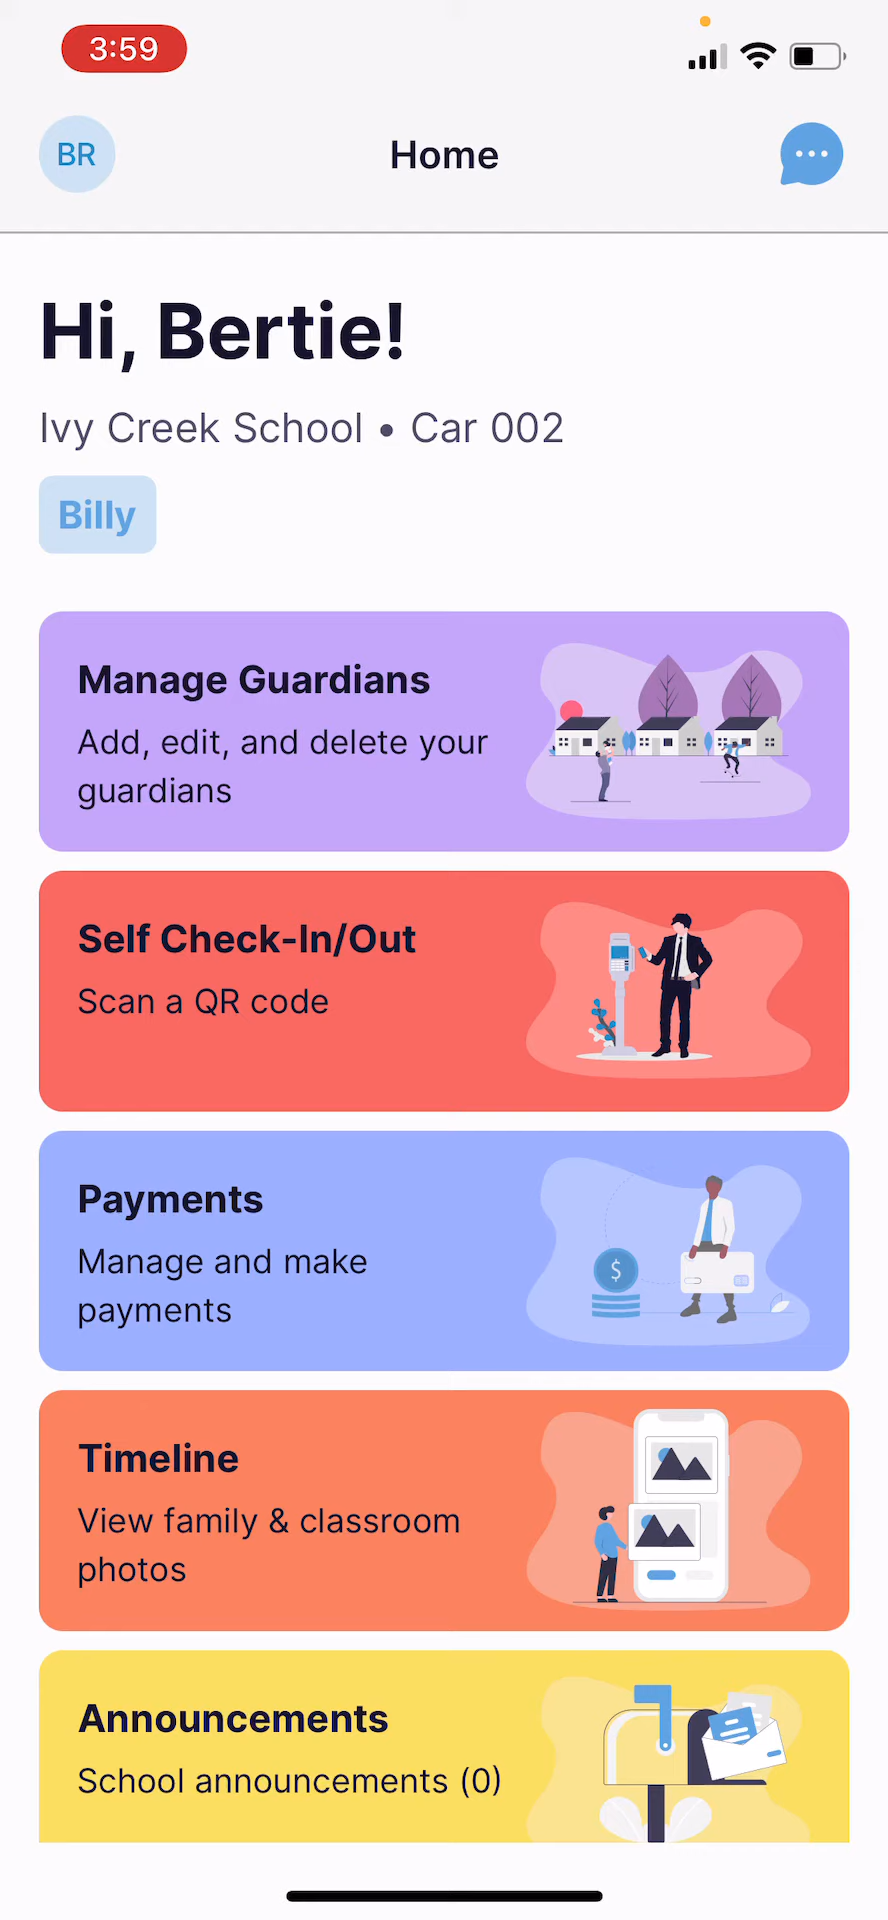 3:59
BR
Home
Hi, Bertie!
Ivy Creek School • Car 002
Billy
Manage Guardians
Add, edit, and delete your
guardians
Self Check-In/Out
Scan a QR code
Payments
Manage and make
payments
$
Timeline
View family & classroom
photos
Announcements
School announcements (0)